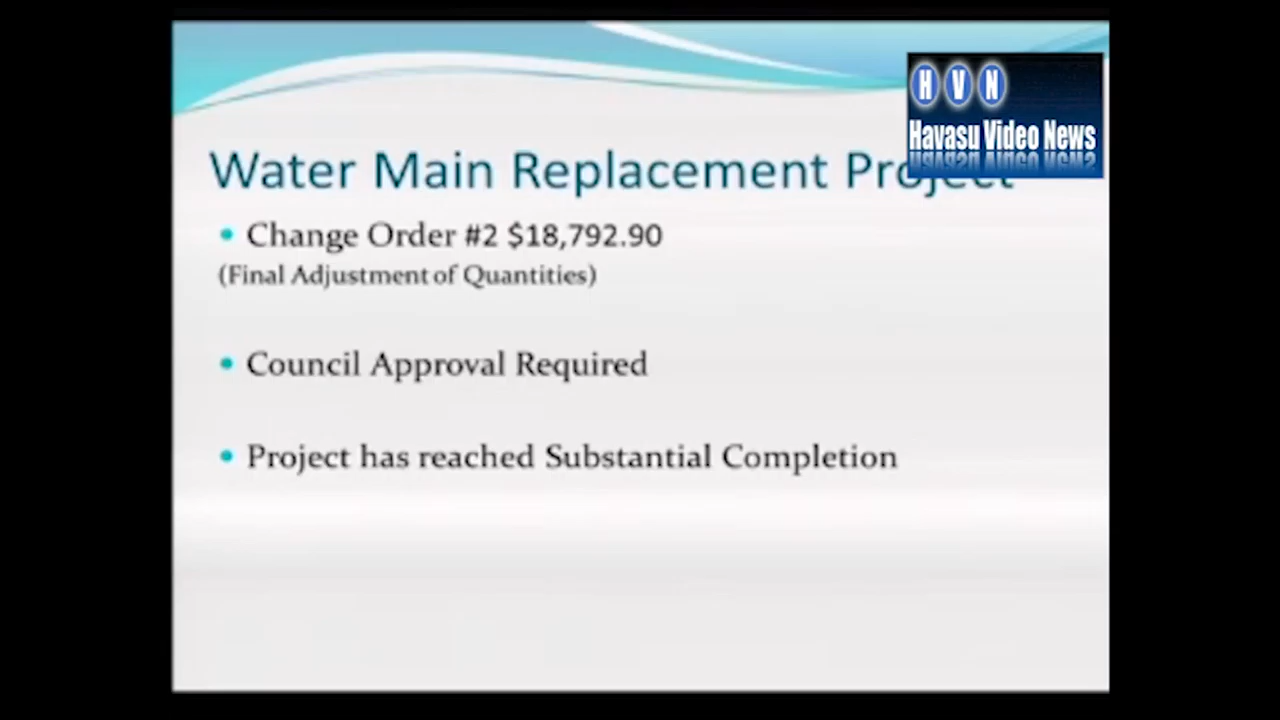 HVN
Havasu Video News
Water Main Replacement Project
• Change Order #2 $18,792.90
(Final Adjustment of Quantities)
• Council Approval Required
• Project has reached Substantial Completion